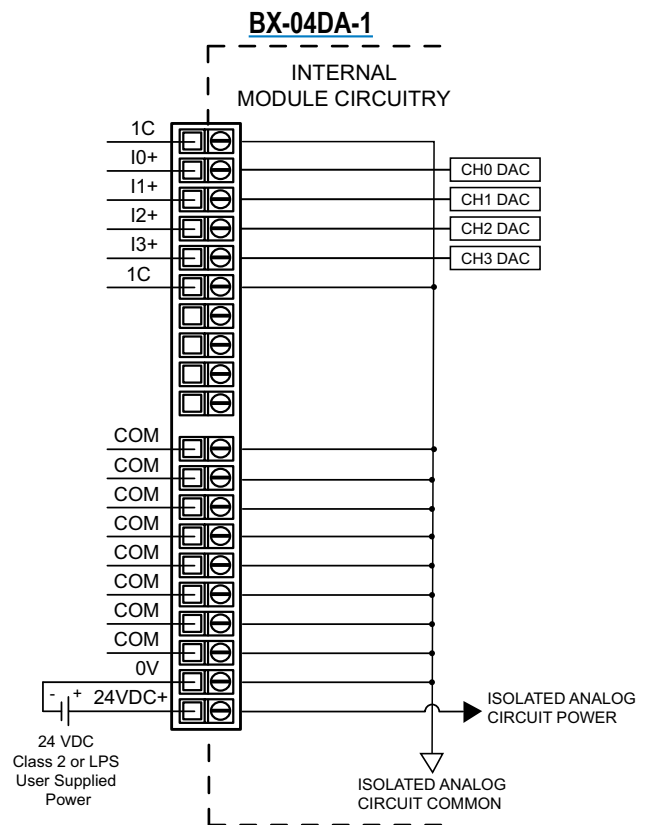 BX-04DA-1
INTERNAL
MODULE CIRCUITRY
1C
I0+
CH0 DAC
I1+
CH1 DAC
I2+
CH2 DAC
I3+
CH3 DAC
1C
COM
COM
COM
COM
COM
COM
COM
COM
0V
- + 24VDC+
ISOLATED ANALOG
CIRCUIT POWER
24 VDC
Class 2 or LPS
User Supplied
Power
ISOLATED ANALOG
CIRCUIT COMMON